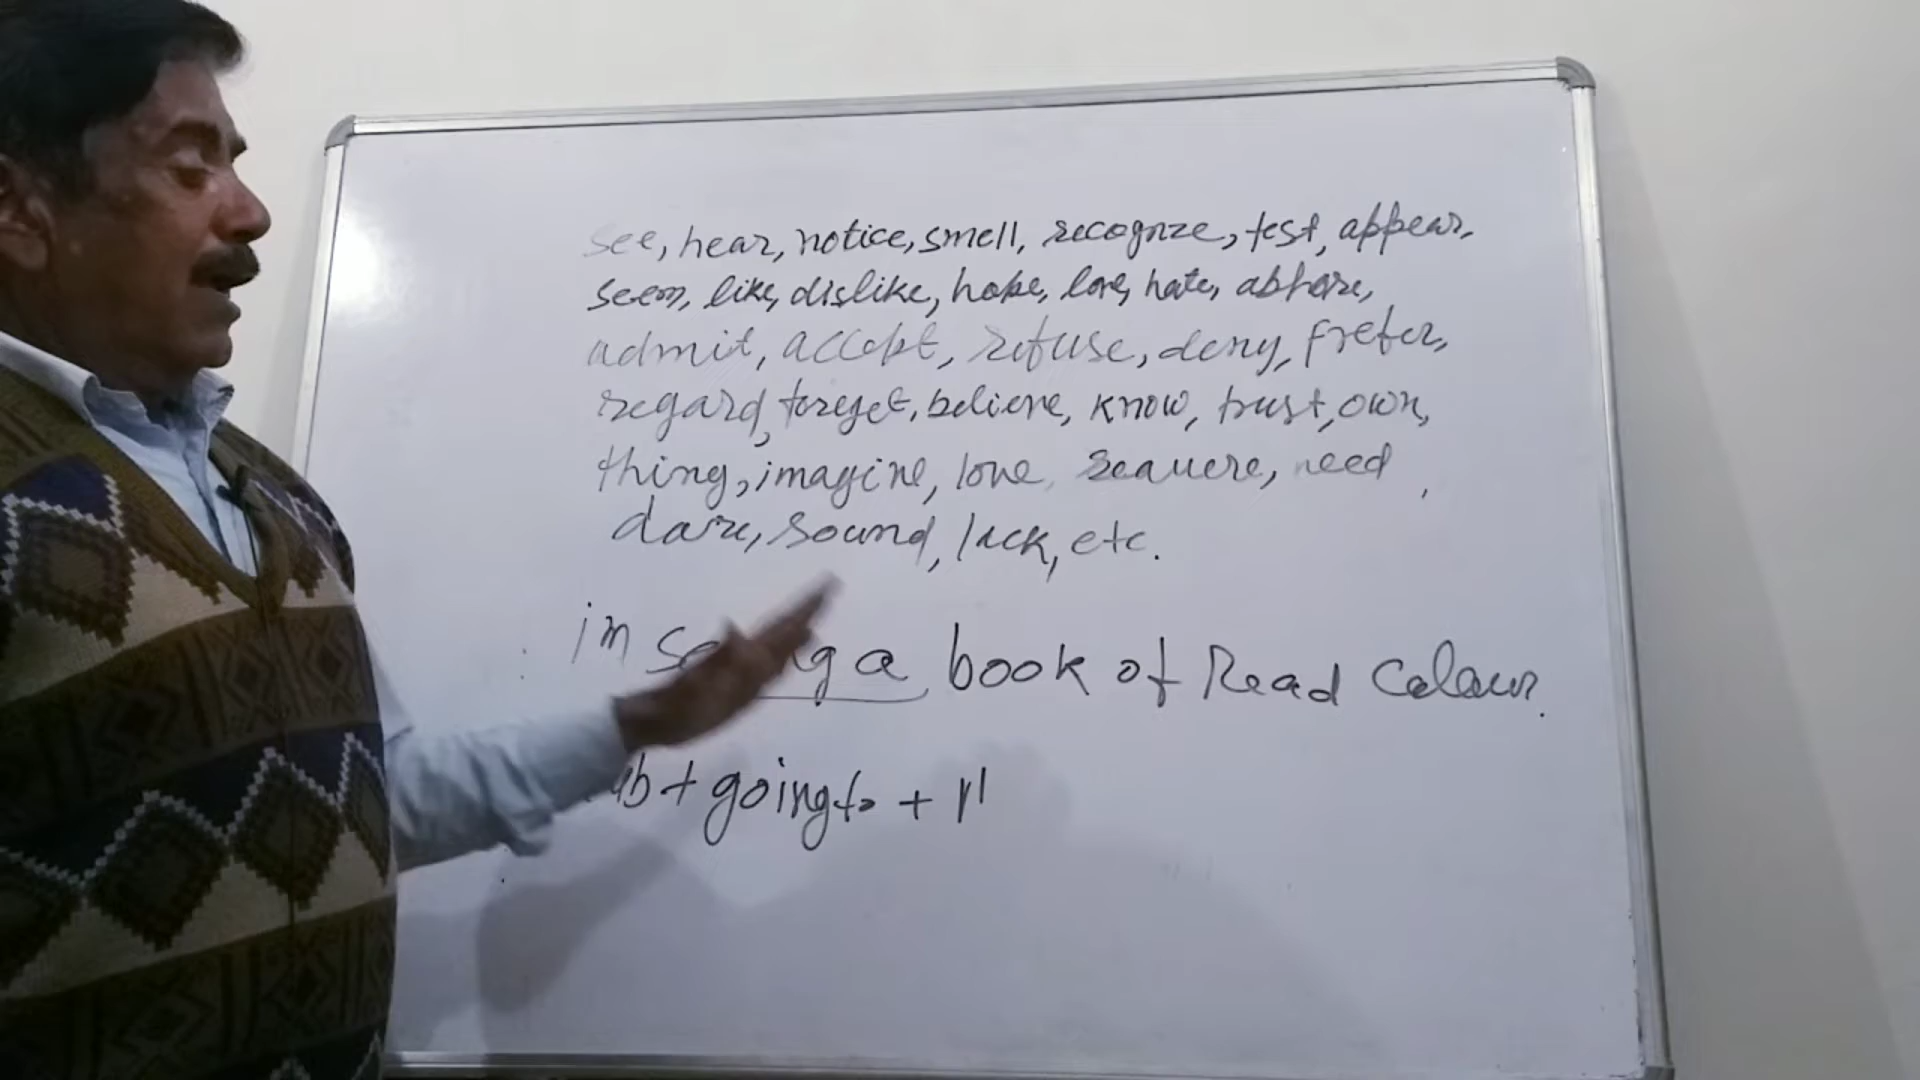 see, hear, notice, smell, recognize, test, appear,
seem, like, dislike, hope, love, hate, abhore,
admit, accept, refuse, deny, prefer,
regard, forget, believe, know, trust, own,
thing, imagine, love, need,
dare, sound, lack, etc.
im a book of Read Colour.
+ going to +